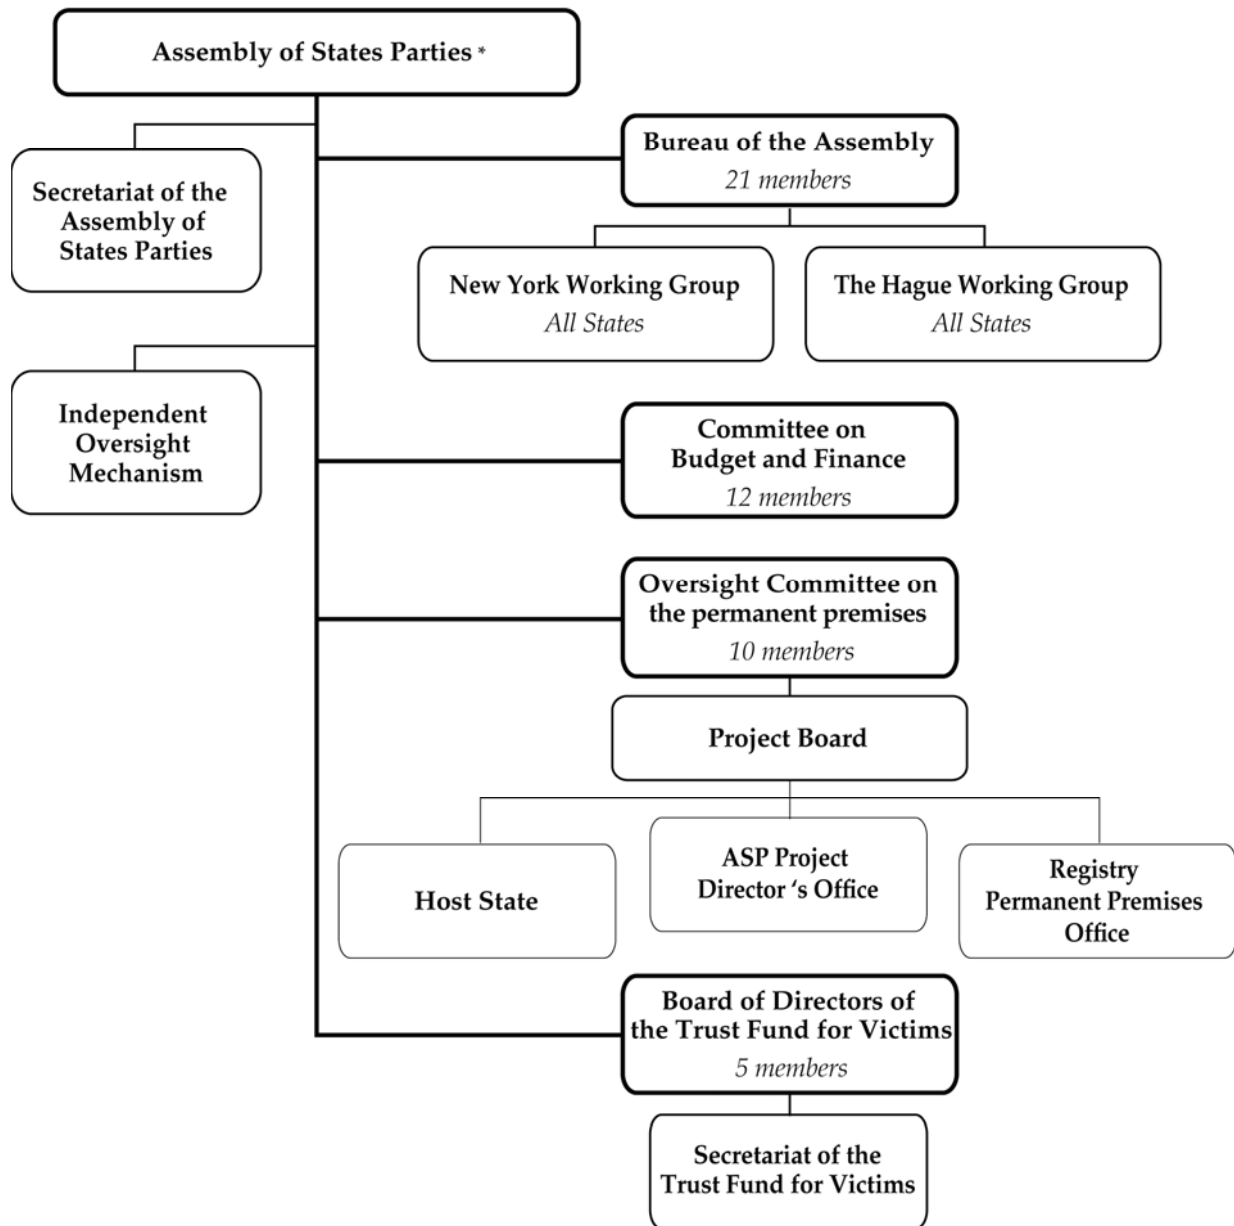 Assembly of States Parties *
Bureau of the Assembly
21 members
Secretariat of the
Assembly of
States Parties
New York Working Group
All States
The Hague Working Group
All States
Independent
Oversight
Mechanism
Committee on
Budget and Finance
12 members
Oversight Committee on
the permanent premises
10 members
Project Board
Host State
ASP Project
Director ‘s Office
Registry
Permanent Premises
Office
Board of Directors of
the Trust Fund for Victims
5 members
Secretariat of the
Trust Fund for Victims